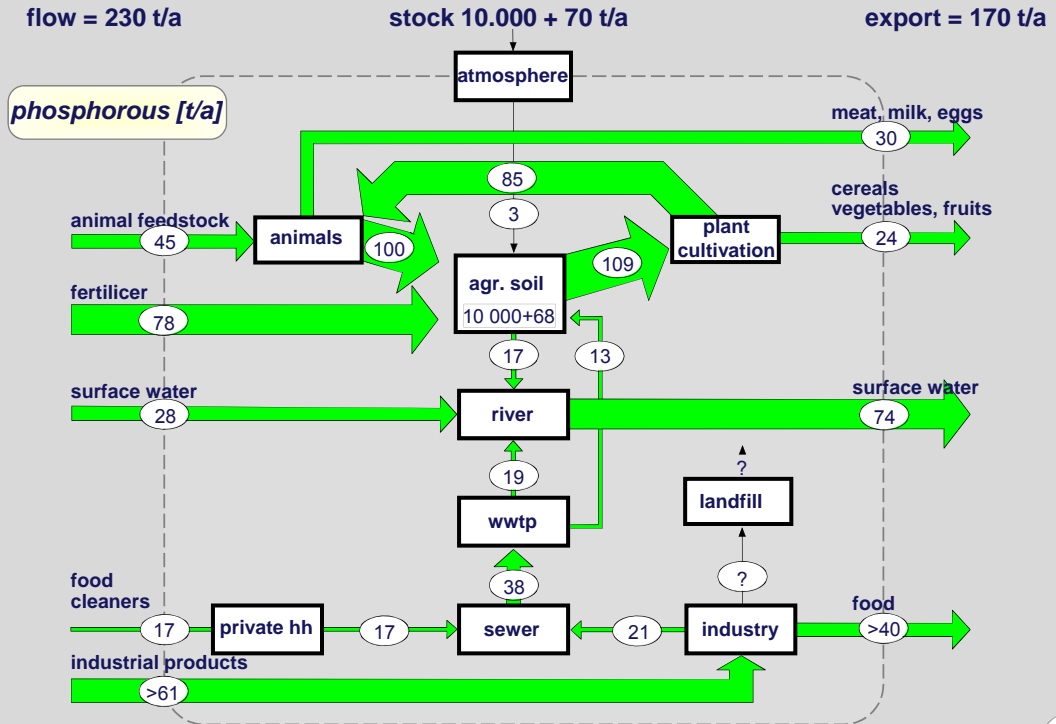 flow = 230 t/a
stock 10.000 + 70 t/a
export = 170 t/a
atmosphere
phosphorous [t/a]
meat, milk, eggs
30
85
cereals
vegetables, fruits
3
animal feedstock
45
animals
100
109
plant
cultivation
24
agr. soil
10 000+68
fertilicer
78
17
13
surface water
28
river
surface water
74
19
?
landfill
wwtp
38
?
food
cleaners
17
private hh
17
sewer
21
industry
food
>40
industrial products
>61